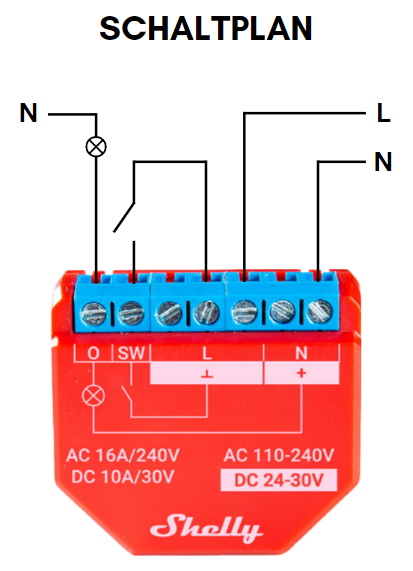 SCHALTPLAN
N
L
N
O SW L N
⊥ +
AC 16A/240V AC 110-240V
DC 10A/30V DC 24-30V
Shelly